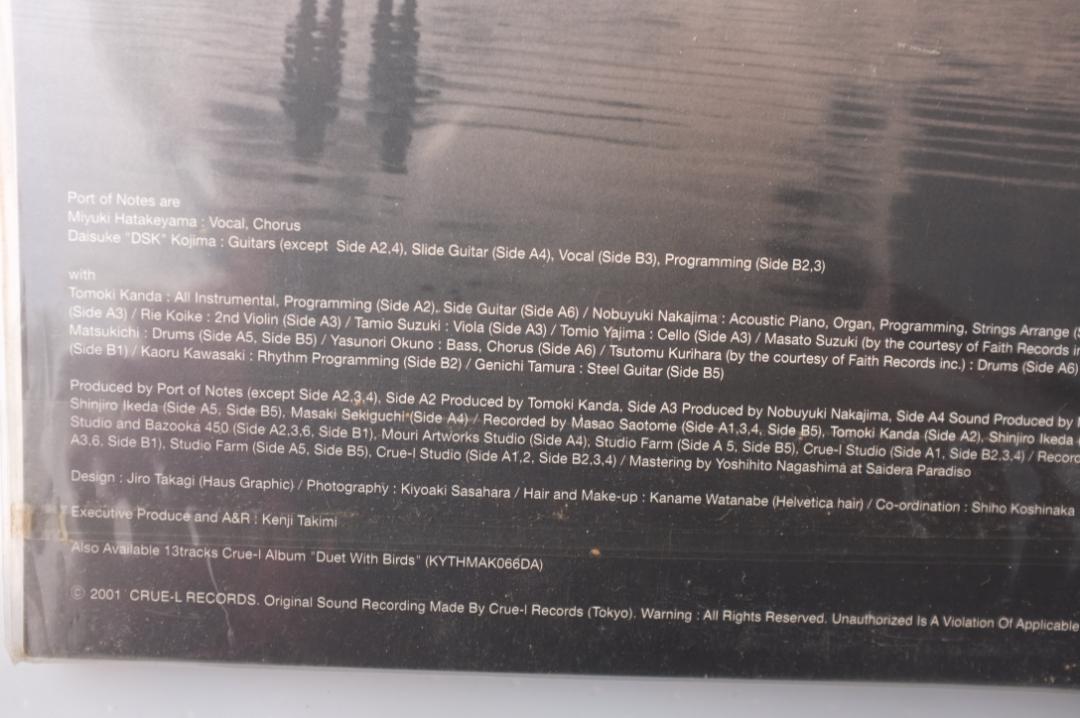 Port of Notes are
Miyuki Hatakeyama : Vocal, Chorus
Daisuke "DSK" Kojima : Guitars (except Side A2,4), Slide Guitar (Side A4), Vocal (Side B3), Programming (Side B2,3)
with
Tomoki Kanda : All Instrumental, Programming (Side A2), Side Guitar (Side A6) / Nobuyuki Nakajima : Acoustic Piano, Organ, Programming, Strings Arrange
(Side A3) / Rie Koike : 2nd Violin (Side A3) / Tamio Suzuki : Viola (Side A3) / Tomio Yajima : Cello (Side A3) / Masato Suzuki (by the courtesy of Faith Records
Matsukichi : Drums (Side A5, Side B5) / Yasunori Okuno : Bass, Chorus (Side A6) / Tsutomu Kurihara (by the courtesy of Faith Records inc.) : Drums (Side A6)
(Side B1) / Kaoru Kawasaki : Rhythm Programming (Side B2) / Genichi Tamura : Steel Guitar (Side B5)
Produced by Port of Notes (except Side A2,3,4), Side A2 Produced by Tomoki Kanda, Side A3 Produced by Nobuyuki Nakajima, Side A4 Sound Produced by
Shinjiro Ikeda (Side A5, Side B5), Masaki Sekiguchi (Side A4) / Recorded by Masao Saotome (Side A1,3,4, Side B5), Tomoki Kanda (Side A2), Shinjiro Ikeda
Studio and Bazooká 450 (Side A2,3,6, Side B1), Mouri Artworks Studio (Side A4), Studio Farm (Side A 5, Side B5), Crue-l Studio (Side A1, Side B2,3,4) /
A3,6, Side B1), Studio Farm (Side A5, Side B5), Crue-l Studio (Side A1,2, Side B2,3,4) / Mastering by Yoshihito Nagashima at Saidera Paradiso
Design : Jiro Takagi (Haus Graphic) / Photography : Kiyoaki Sasahara / Hair and Make-up : Kaname Watanabe (Helvetica hair) / Co-ordination : Shiho Koshinaka
Executive Produce and A&R : Kenji Takimi
Also Available 13tracks Crue-l Album "Duet With Birds" (KYTHMAK066DA)
© 2001 CRUE-L RECORDS. Original Sound Recording Made By Crue-l Records (Tokyo). Warning : All Rights Reserved. Unauthorized Is A Violation Of Applicable